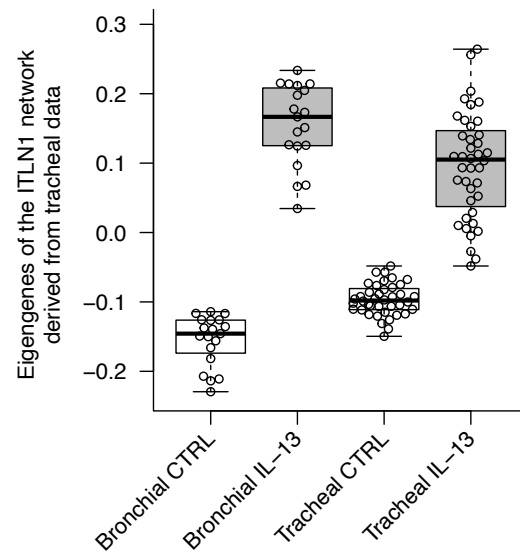 Eigengenes of the ITLN1 network
derived from tracheal data
0.3
0.2
0.1
0.0
−0.1
−0.2
Bronchial CTRL
Bronchial IL−13
Tracheal CTRL
Tracheal IL−13